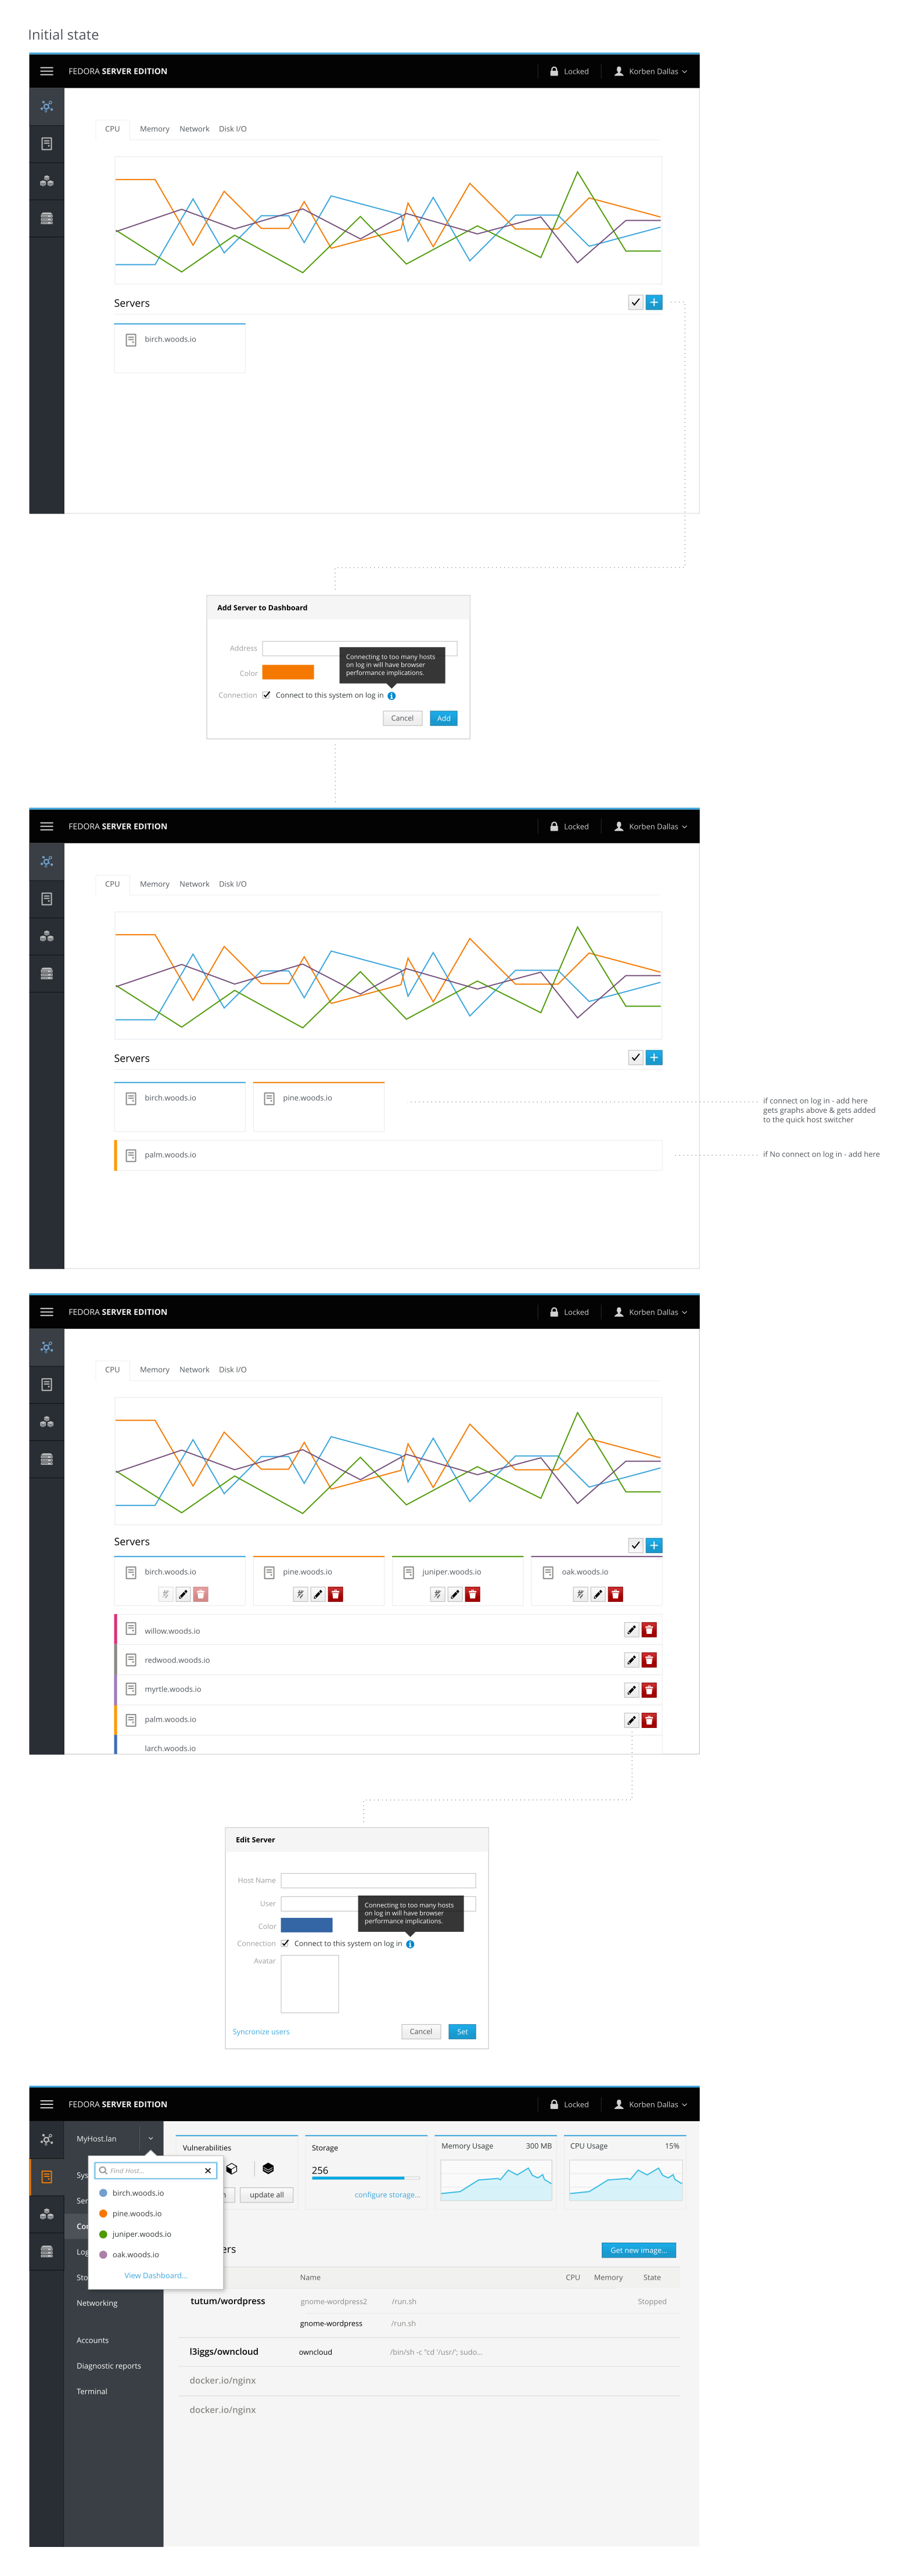 Initial state
FEDORA SERVER EDITION Locked Korben Dallas
CPU Memory Network Disk I/O
Servers
birch.woods.io
Add Server to Dashboard
Address
Connecting to too many hosts
on log in will have browser
performance implications.
Color
Connection Connect to this system on log in
Cancel Add
FEDORA SERVER EDITION Locked Korben Dallas
CPU Memory Network Disk I/O
Servers
birch.woods.io pine.woods.io
if connect on log in - add here
gets graphs above & gets added
to the quick host switcher
palm.woods.io
if No connect on log in - add here
FEDORA SERVER EDITION Locked Korben Dallas
CPU Memory Network Disk I/O
Servers
birch.woods.io pine.woods.io juniper.woods.io oak.woods.io
willow.woods.io
redwood.woods.io
myrtle.woods.io
palm.woods.io
larch.woods.io
Edit Server
Host Name
User
Connecting to too many hosts
on log in will have browser
performance implications.
Color
Connection Connect to this system on log in
Avatar
Syncronize users Cancel Set
FEDORA SERVER EDITION Locked Korben Dallas
MyHost.lan
Vulnerabilities Storage Memory Usage 300 MB CPU Usage 15%
Find Host...
256
Sys
birch.woods.io
update all configure storage...
Ser
pine.woods.io
Co
juniper.woods.io
Log
oak.woods.io
ers Get new image...
Sto
View Dashboard...
Name CPU Memory State
Networking
tutum/wordpress gnome-wordpress2 /run.sh Stopped
gnome-wordpress /run.sh
Accounts
l3iggs/owncloud owncloud /bin/sh -c "cd '/usr/'; sudo...
Diagnostic reports
docker.io/nginx
Terminal
docker.io/nginx